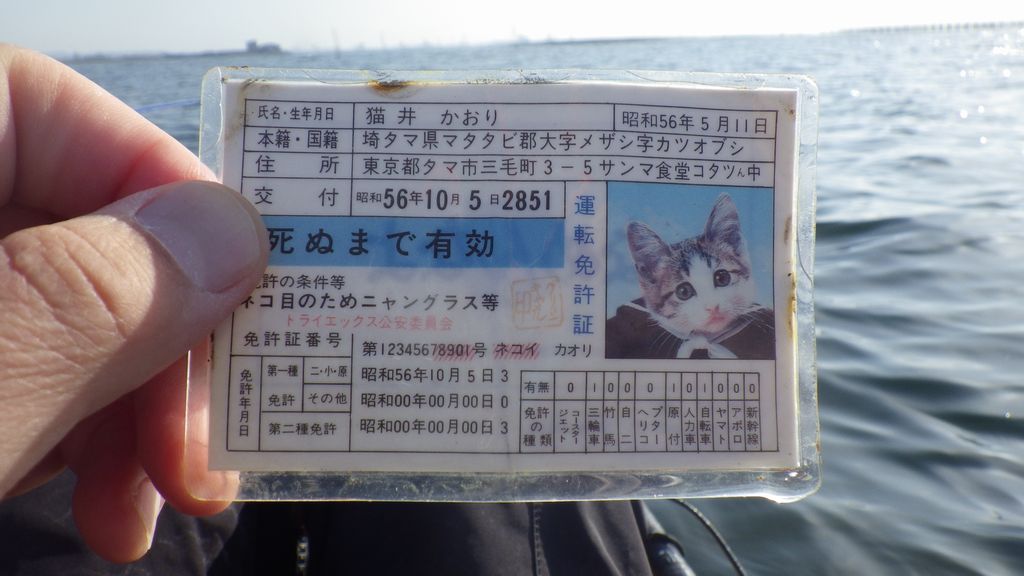 氏名・生年月日 猫井 かおり 昭和56年5月11日
本籍・国籍 埼タマ県マタタビ郡大字メザシ字カツオブシ
住所 東京都タマ市三毛町3－5サンマ食堂コタツん中
交付 昭和56年10月5日2851
死ぬまで有効
運転免許証
許の条件等
ネコ目のためニャングラス等
トライエックス公安委員会
免許証番号 第12345678901号 ネコイ カオリ
免許年月日
第一種免許 二・小・原 昭和56年10月5日3
その他 昭和00年00月00日0
第二種免許 昭和00年00月00日3
有無 0 1 0 0 0 1 0 1 0 0 0
免許の種類 ジェットコースター 三輪車 竹馬 自二 ヘリコプター 原付 人力車 自転車 ヤマト アポロ 新幹線